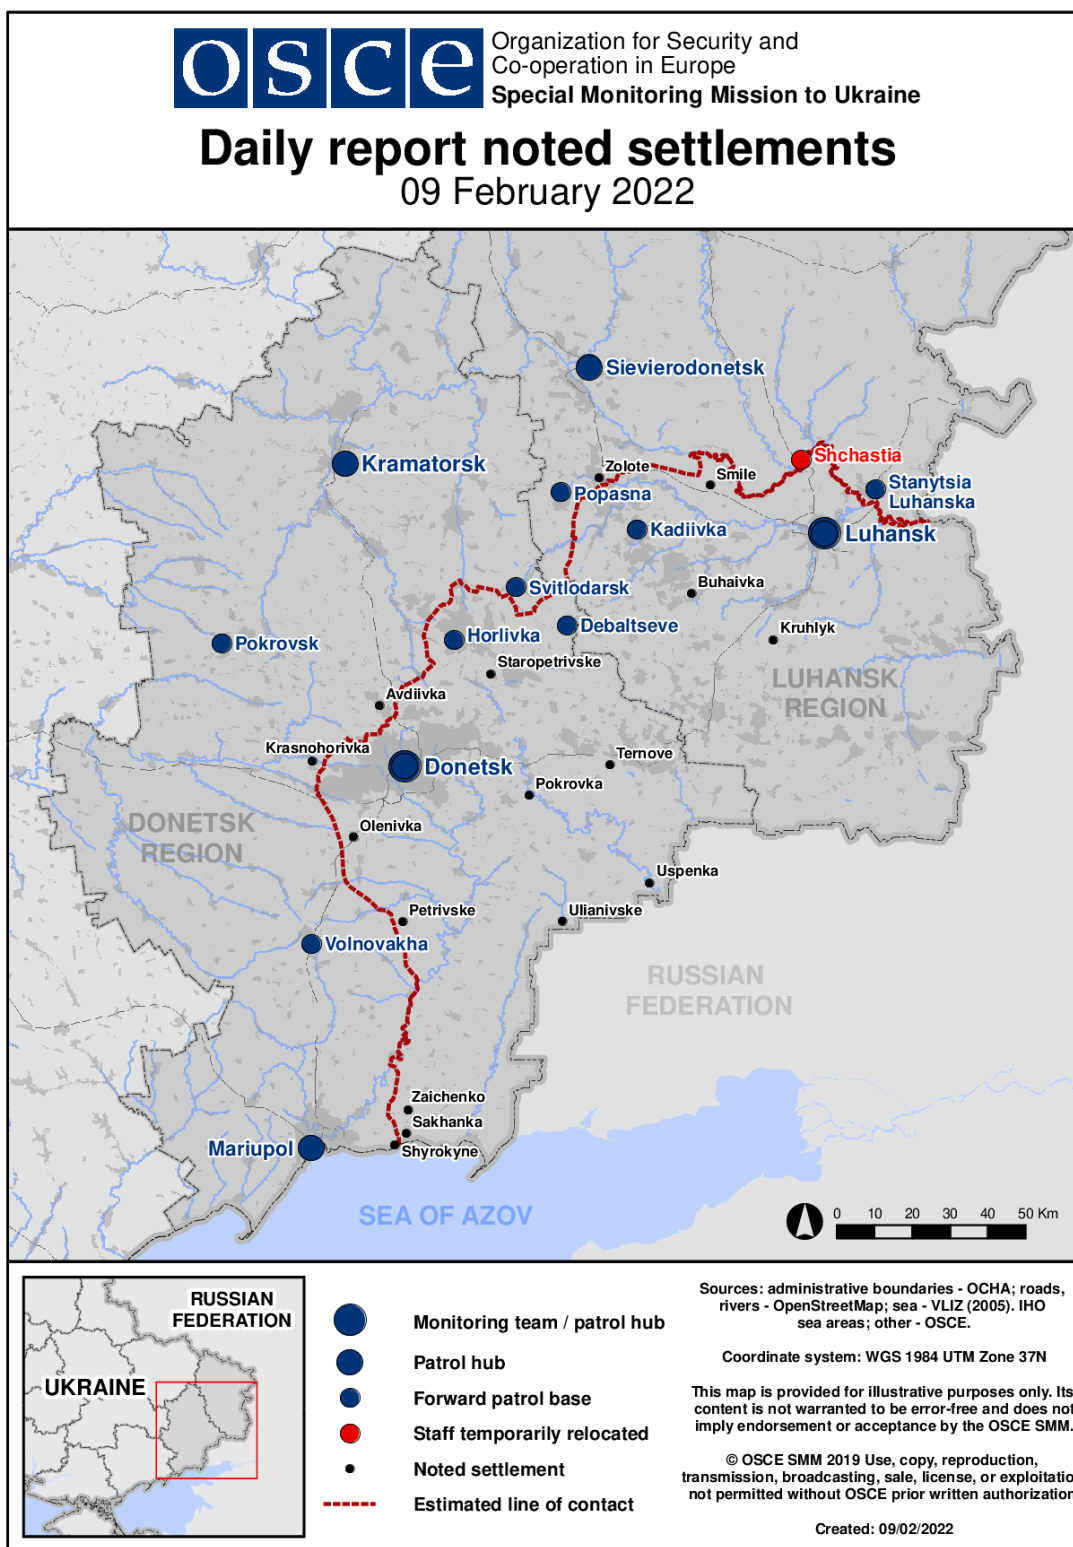 osce
Organization for Security and
Co-operation in Europe
Special Monitoring Mission to Ukraine
Daily report noted settlements
09 February 2022
Sievierodonetsk
Shchastia
Kramatorsk
Zolote
Smile
Stanytsia
Luhanska
Popasna
Kadiivka
Luhansk
Svitlodarsk
Buhaivka
Debaltseve
Horlivka
Kruhlyk
Pokrovsk
Staropetrivske
LUHANSK
REGION
Avdiivka
Krasnohorivka
Ternove
Donetsk
Pokrovka
DONETSK
REGION
Olenivka
Uspenka
Petrivske
Ulianivske
Volnovakha
RUSSIAN
FEDERATION
Zaichenko
Sakhanka
Mariupol
Shyrokyne
SEA OF AZOV
0 10 20 30 40 50 Km
RUSSIAN
FEDERATION
UKRAINE
Monitoring team / patrol hub
Patrol hub
Forward patrol base
Staff temporarily relocated
Noted settlement
Estimated line of contact
Sources: administrative boundaries - OCHA; roads,
rivers - OpenStreetMap; sea - VLIZ (2005). IHO
sea areas; other - OSCE.
Coordinate system: WGS 1984 UTM Zone 37N
This map is provided for illustrative purposes only. Its
content is not warranted to be error-free and does not
imply endorsement or acceptance by the OSCE SMM.
© OSCE SMM 2019 Use, copy, reproduction,
transmission, broadcasting, sale, license, or exploitatio
not permitted without OSCE prior written authorization
Created: 09/02/2022